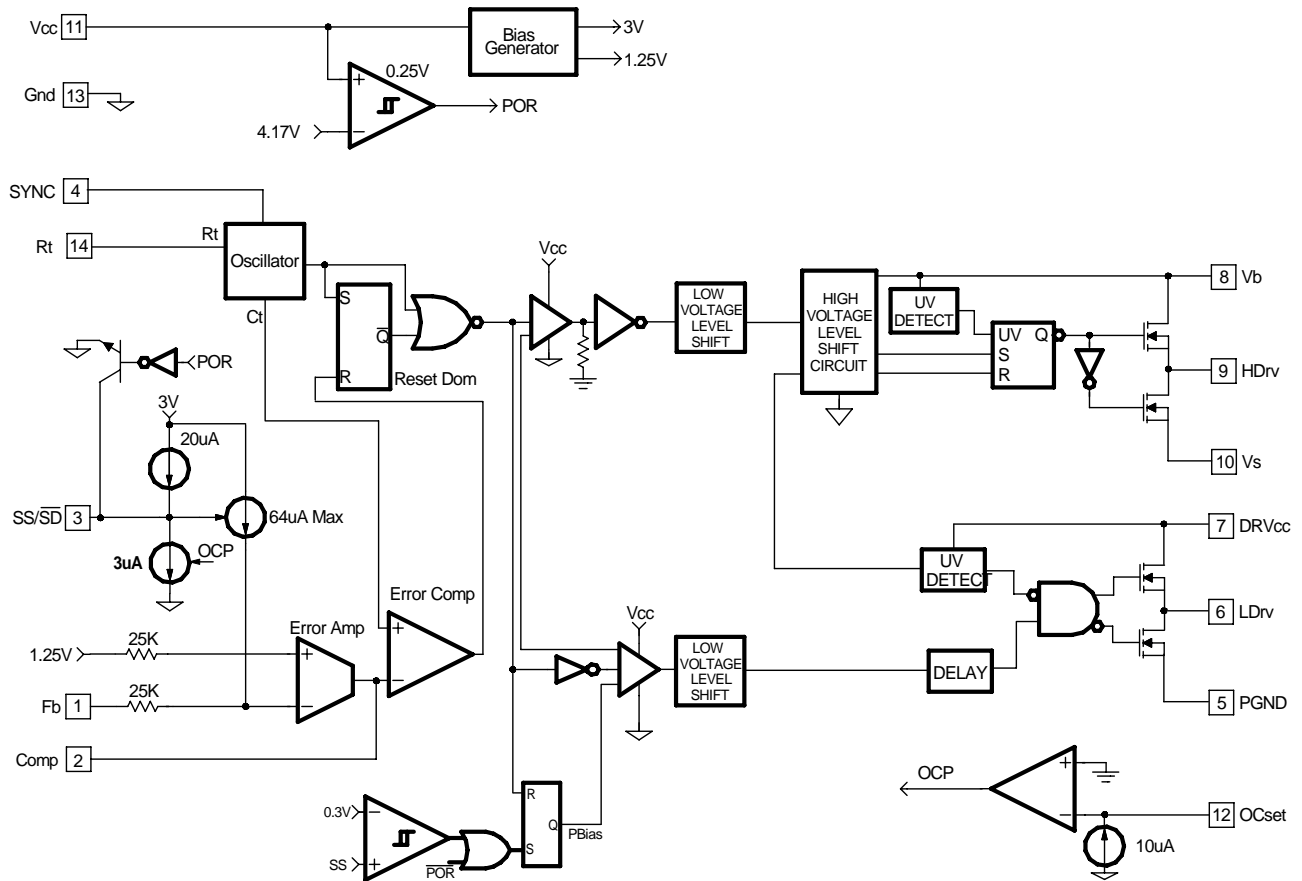 Vcc 11
Bias
Generator
3V
1.25V
0.25V
+
−
4.17V
POR
Gnd 13
SYNC 4
Rt 14
Rt
Oscillator
Ct
S
Q
R
Reset Dom
Vcc
LOW
VOLTAGE
LEVEL
SHIFT
HIGH
VOLTAGE
LEVEL
SHIFT
CIRCUIT
UV
DETECT
UV
S
R
Q
8 Vb
9 HDrv
10 Vs
POR
3V
20uA
64uA Max
SS/SD 3
3uA
OCP
1.25V
25K
Error Amp
+
−
Fb 1
25K
Comp 2
Error Comp
+
−
Vcc
LOW
VOLTAGE
LEVEL
SHIFT
UV
DETECT
DELAY
7 DRVcc
6 LDrv
5 PGND
0.3V
−
SS
+
POR
R
S
Q
PBias
OCP
+
−
12 OCset
10uA